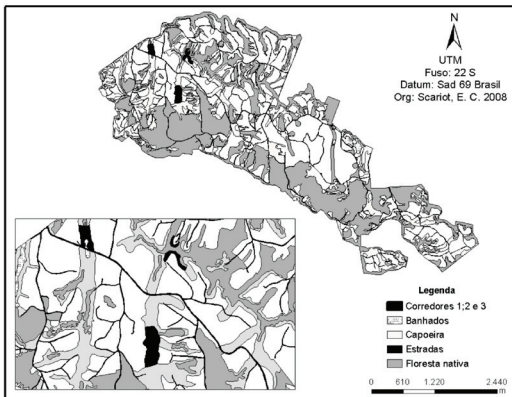 N
UTM
Fuso: 22 S
Datum: Sad 69 Brasil
Org: Scariot, E. C. 2008
Legenda
Corredores 1;2 e 3
Banhados
Capoeira
Estradas
Floresta nativa
0 610 1.220 2.440
m